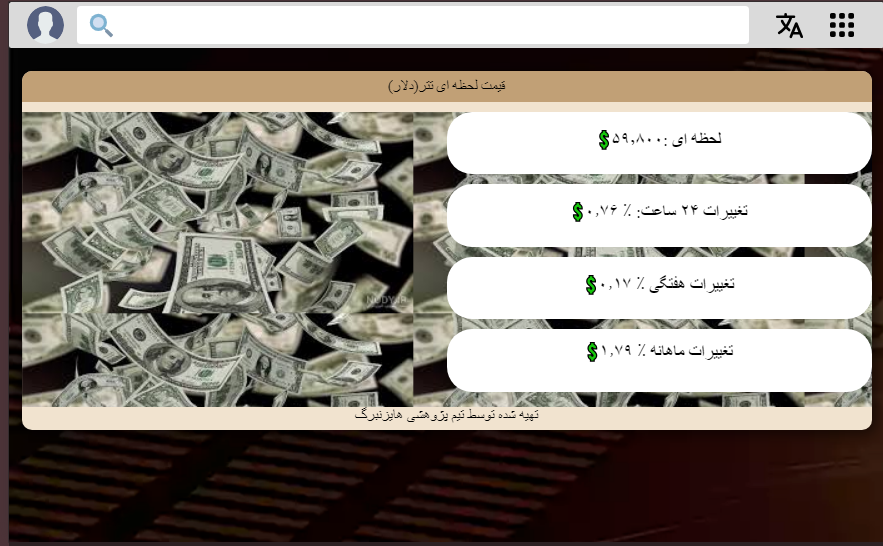 قیمت لحظه ای تتر(دلار)
لحظه ای :۵۹,۸۰۰ $
تغییرات ۲۴ ساعت: ٪ ۰,۷۶ $
تغییرات هفتگی ٪ ۰,۱۷ $
تغییرات ماهانه ٪ ۱,۷۹ $
تهیه شده توسط تیم پژوهشی هایزنبرگ